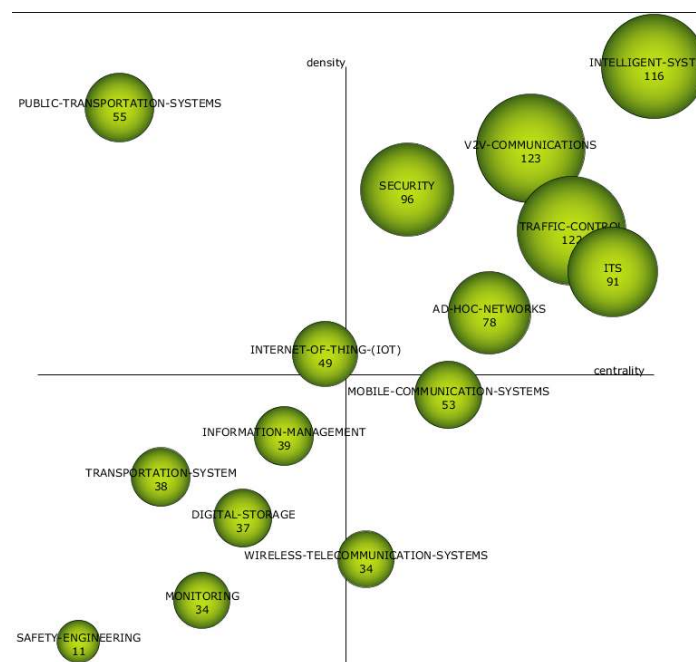 density
INTELLIGENT-SYST
116
PUBLIC-TRANSPORTATION-SYSTEMS
55
V2V-COMMUNICATIONS
123
SECURITY
96
TRAFFIC-CONTROL
122
ITS
91
AD-HOC-NETWORKS
78
INTERNET-OF-THING-(IOT)
49
centrality
MOBILE-COMMUNICATION-SYSTEMS
53
INFORMATION-MANAGEMENT
39
TRANSPORTATION-SYSTEM
38
DIGITAL-STORAGE
37
WIRELESS-TELECOMMUNICATION-SYSTEMS
34
MONITORING
34
SAFETY-ENGINEERING
11